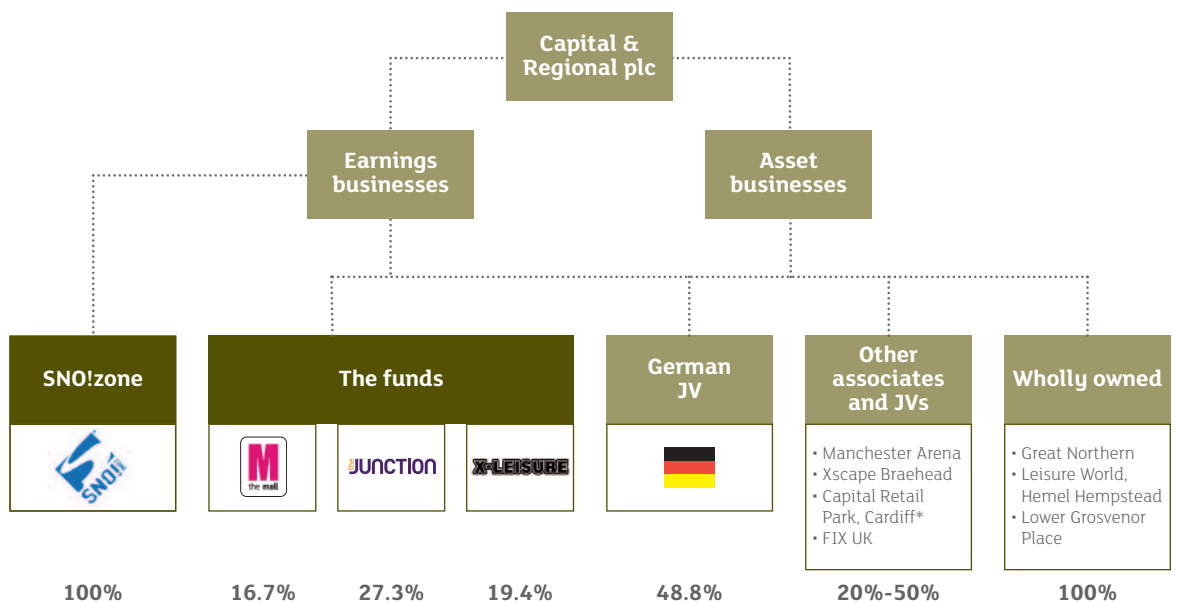 Capital &
Regional plc
Earnings
businesses
Asset
businesses
SNO!zone
The funds
German
JV
Other
associates
and JVs
Wholly owned
SNO!
M
the mall
the JUNCTION
X-LEISURE
• Manchester Arena
• Xscape Braehead
• Capital Retail
Park, Cardiff*
• FIX UK
• Great Northern
• Leisure World,
Hemel Hempstead
• Lower Grosvenor
Place
100%
16.7%
27.3%
19.4%
48.8%
20%-50%
100%